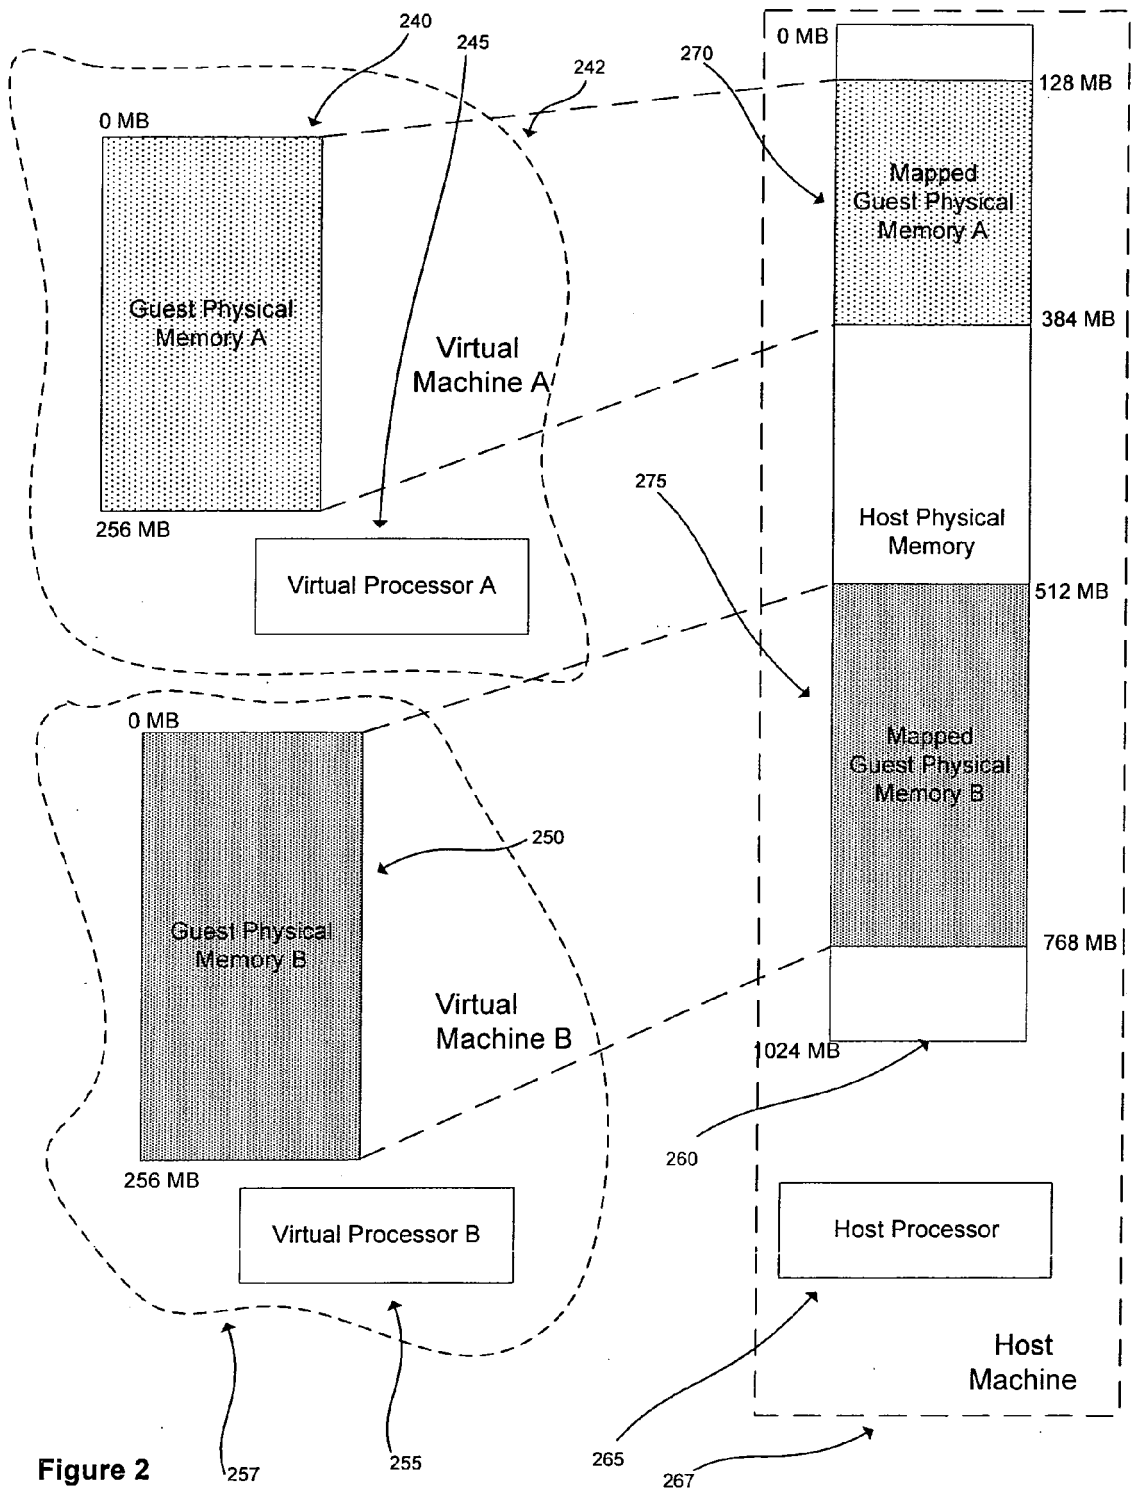 240
245
242
0 MB
270
128 MB
0 MB
Mapped
Guest Physical
Memory A
Guest Physical
Memory A
384 MB
Virtual
Machine A
256 MB
275
Host Physical
Memory
Virtual Processor A
512 MB
0 MB
Mapped
Guest Physical
Memory B
250
Guest Physical
Memory B
768 MB
Virtual
Machine B
1024 MB
256 MB
260
Virtual Processor B
Host Processor
Host
Machine
Figure 2
257
255
265
267